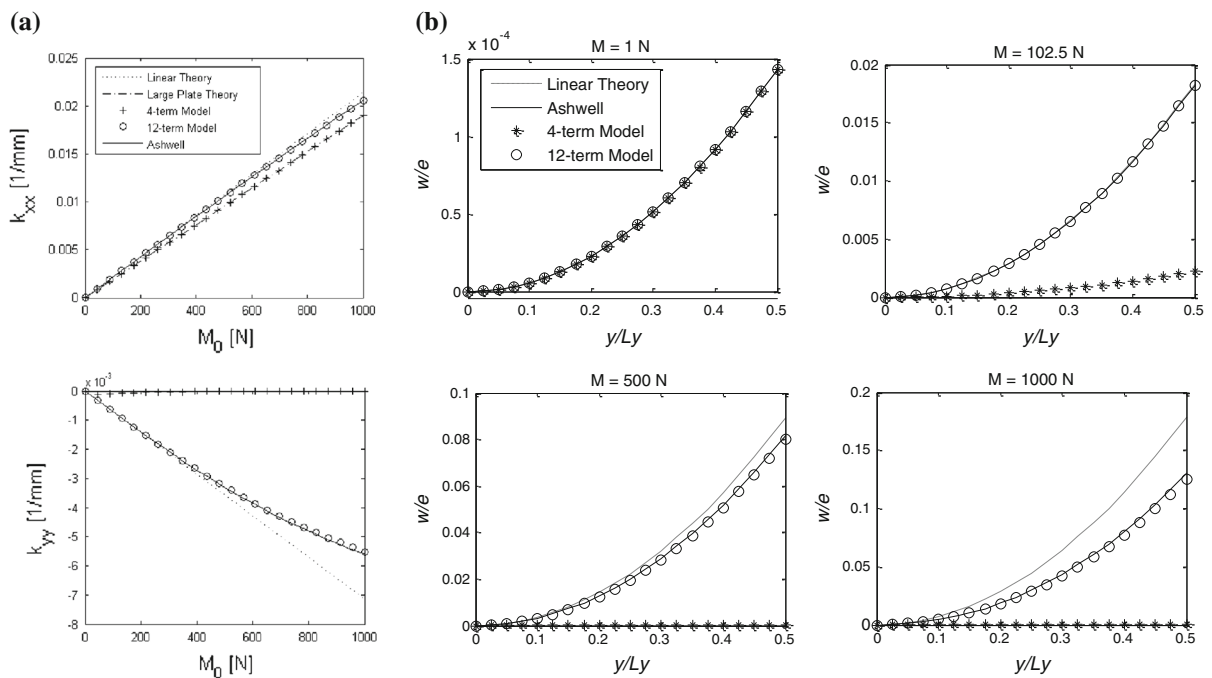 (a)
0.025
0.02
0.015
0.01
0.005
0
k_xx [1/mm]
Linear Theory
Large Plate Theory
4-term Model
12-term Model
Ashwell
0 200 400 600 800 1000
M_0 [N]
x 10^-3
0
-1
-2
-3
-4
-5
-6
-7
-8
k_yy [1/mm]
0 200 400 600 800 1000
M_0 [N]
(b)
x 10^-4
M = 1 N
1.5
1
0.5
0
w/e
Linear Theory
Ashwell
4-term Model
12-term Model
0 0.1 0.2 0.3 0.4 0.5
y/Ly
M = 102.5 N
0.02
0.015
0.01
0.005
0
w/e
0 0.1 0.2 0.3 0.4 0.5
y/Ly
M = 500 N
0.1
0.08
0.06
0.04
0.02
0
w/e
0 0.1 0.2 0.3 0.4 0.5
y/Ly
M = 1000 N
0.2
0.15
0.1
0.05
0
w/e
0 0.1 0.2 0.3 0.4 0.5
y/Ly